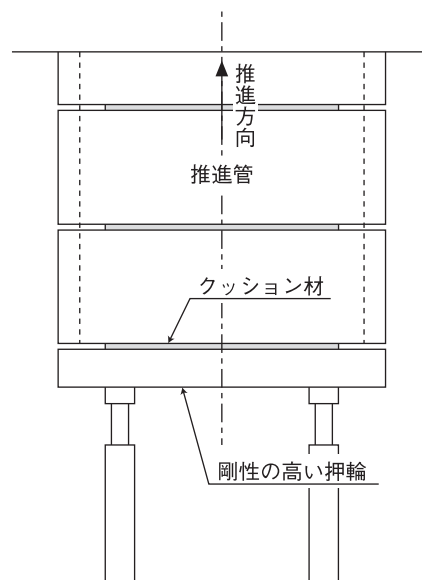 推進方向
推進管
クッション材
剛性の高い押輪